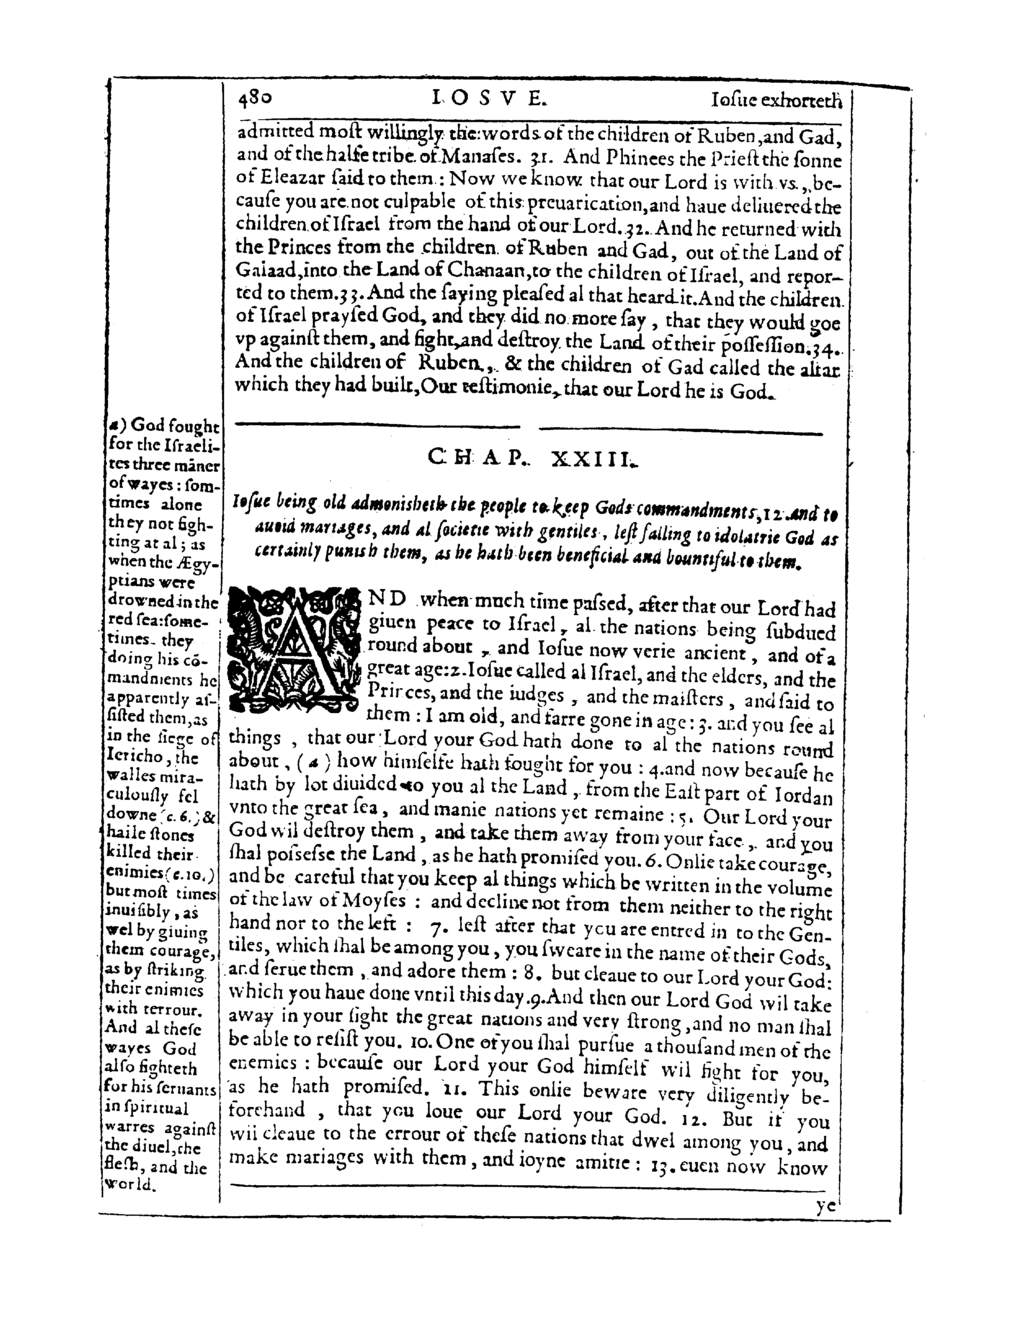 480 IOSVE. Ioſue exhorteth
admitted moſt willingly the words of the children of Ruben, and Gad,
and of the halfe tribe of Manaſes. 31. And Phinees the Prieſt the ſonne
of Eleazar ſaid to them: Now we know that our Lord is with vs, be-
cauſe you are not culpable of this preuarication, and haue deliuered the
children of Iſrael from the hand of our Lord. 32. And he returned with
the Princes from the children of Ruben and Gad, out of the Land of
Galaad, into the Land of Chanaan, to the children of Iſrael, and repor-
ted to them. 33. And the ſaying pleaſed al that heard it. And the children
of Iſrael prayſed God, and they did no more ſay, that they would goe
vp againſt them, and fight, and deſtroy the Land of their poſſeſſion. 34.
And the children of Ruben, & the children of Gad called the altar
which they had built, Our teſtimonie, that our Lord he is God.
CHAP. XXIII.
Ioſue being old admonisheth the people to keep Gods commandments, 12. and to
auoid mariages, and al ſocietie with gentiles, leſt falling to idolatrie God as
certainly punish them, as he hath been beneficial and bountiful to them.
AND when much time paſsed, after that our Lord had
giuen peace to Iſrael, al the nations being ſubdued
round about, and Ioſue now verie ancient, and of a
great age: 2. Ioſue called al Iſrael, and the elders, and the
Princes, and the iudges, and the maiſters, and ſaid to
them: I am old, and farre gone in age: 3. and you ſee al
things, that our Lord your God hath done to al the nations round
about, (a) how himſelfe hath fought for you: 4. and now becauſe he
hath by lot diuided to you al the Land, from the Eaſt part of Iordan
vnto the great ſea, and manie nations yet remaine: 5. Our Lord your
God wil deſtroy them, and take them away from your face, and you
ſhal poſsefse the Land, as he hath promiſed you. 6. Onlie take courage,
and be careful that you keep al things which be written in the volume
of the law of Moyſes: and decline not from them neither to the right
hand nor to the left: 7. leſt after that you are entred in to the Gen-
tiles, which ſhal be among you, you ſweare in the name of their Gods,
and ſerue them, and adore them: 8. but cleaue to our Lord your God:
which you haue done vntil this day. 9. And then our Lord God wil take
away in your ſight the great nations and very ſtrong, and no man ſhal
be able to reſiſt you. 10. One of you ſhal purſue a thouſand men of the
enemies: becauſe our Lord your God himſelf wil fight for you,
as he hath promiſed. 11. This onlie beware very diligently be-
forehand, that you loue our Lord your God. 12. But if you
wil cleaue to the errour of theſe nations that dwel among you, and
make mariages with them, and ioyne amitie: 13. euen now know
ye
a) God fought
for the Iſraeli-
tes three maner
of wayes: ſom-
times alone
they not figh-
ting at al; as
when the Ægy-
ptians were
drowned in the
red ſea: ſome-
times they
doing his cō-
mandments he
apparently aſ-
ſiſted them, as
in the ſiege of
Iericho, the
walles mira-
culouſly fel
downe (c. 6.) &
haile ſtones
killed their
enimies (c. 10.)
but moſt times
inuiſibly, as
wel by giuing
them courage,
as by ſtriking
their enimies
with terrour.
And al theſe
wayes God
alſo fighteth
for his ſeruants
in ſpiritual
warres againſt
the diuel, the
fleſh, and the
world.